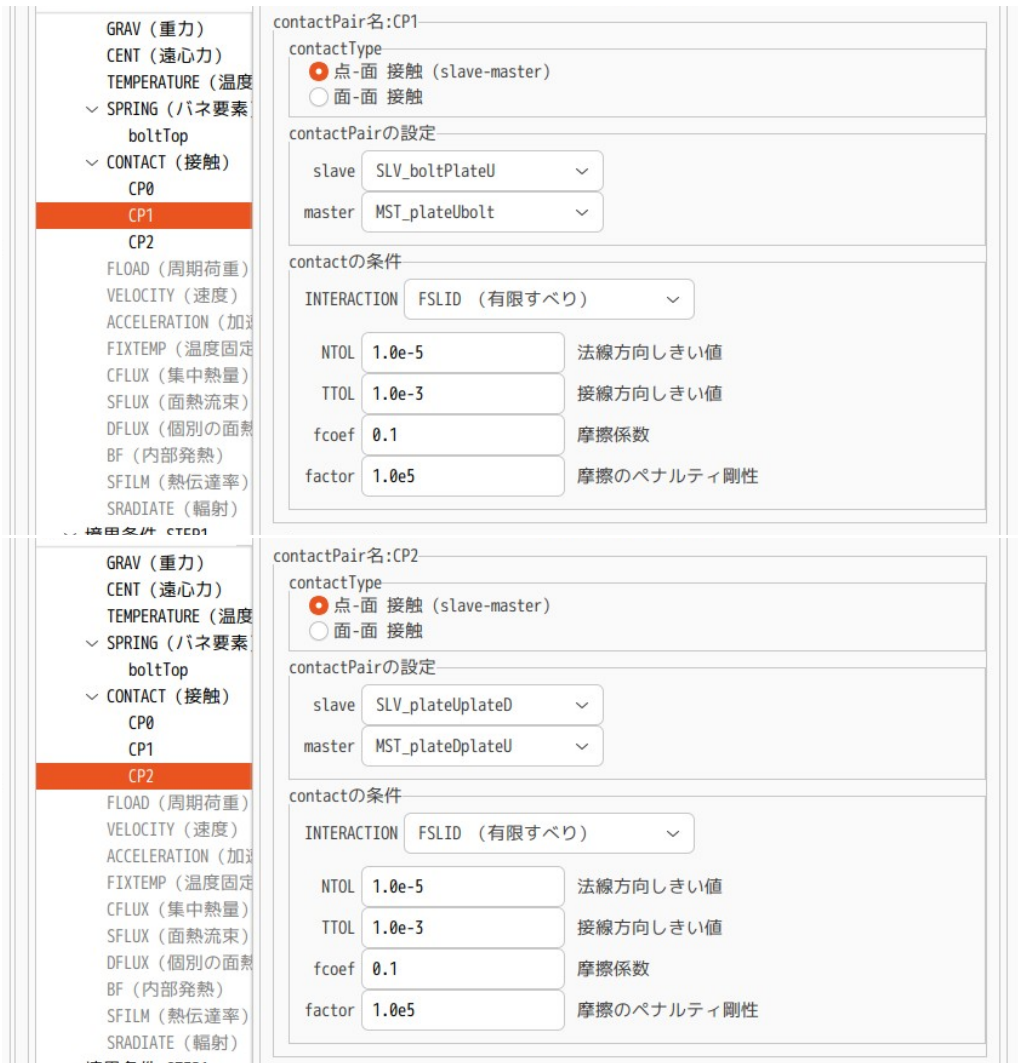 GRAV (重力)
CENT (遠心力)
TEMPERATURE (温度
SPRING (バネ要素
boltTop
CONTACT (接触)
CP0
CP1
CP2
FLOAD (周期荷重)
VELOCITY (速度)
ACCELERATION (加速
FIXTEMP (温度固定
CFLUX (集中熱量)
SFLUX (面熱流束)
DFLUX (個別の面熱
BF (内部発熱)
SFILM (熱伝達率)
SRADIATE (輻射)
境界条件 STEP1
contactPair名:CP1
contactType
点-面 接触 (slave-master)
面-面 接触
contactPairの設定
slave SLV_boltPlateU
master MST_plateUbolt
contactの条件
INTERACTION FSLID (有限すべり)
NTOL 1.0e-5 法線方向しきい値
TTOL 1.0e-3 接線方向しきい値
fcoef 0.1 摩擦係数
factor 1.0e5 摩擦のペナルティ剛性
GRAV (重力)
CENT (遠心力)
TEMPERATURE (温度
SPRING (バネ要素
boltTop
CONTACT (接触)
CP0
CP1
CP2
FLOAD (周期荷重)
VELOCITY (速度)
ACCELERATION (加速
FIXTEMP (温度固定
CFLUX (集中熱量)
SFLUX (面熱流束)
DFLUX (個別の面熱
BF (内部発熱)
SFILM (熱伝達率)
SRADIATE (輻射)
contactPair名:CP2
contactType
点-面 接触 (slave-master)
面-面 接触
contactPairの設定
slave SLV_plateUplateD
master MST_plateDplateU
contactの条件
INTERACTION FSLID (有限すべり)
NTOL 1.0e-5 法線方向しきい値
TTOL 1.0e-3 接線方向しきい値
fcoef 0.1 摩擦係数
factor 1.0e5 摩擦のペナルティ剛性